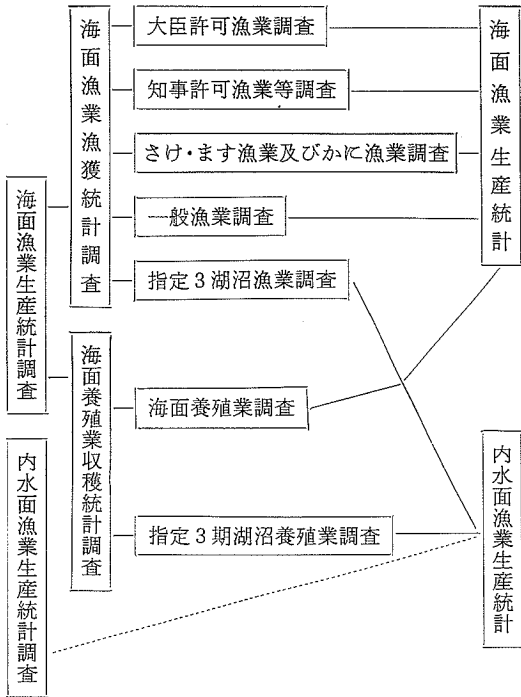 海面漁業生産統計調査
内水面漁業生産統計調査
海面漁業漁獲統計調査
海面養殖業収穫統計調査
大臣許可漁業調査
知事許可漁業等調査
さけ・ます漁業及びかに漁業調査
一般漁業調査
指定3湖沼漁業調査
海面養殖業調査
指定3期湖沼養殖業調査
海面漁業生産統計
内水面漁業生産統計